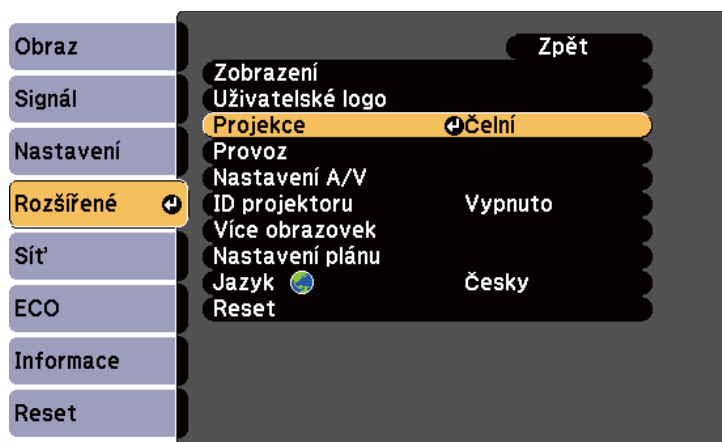 Obraz
Signál
Nastavení
Rozšířené
Síť
ECO
Informace
Reset
Zpět
Zobrazení
Uživatelské logo
Projekce Čelní
Provoz
Nastavení A/V
ID projektoru Vypnuto
Více obrazovek
Nastavení plánu
Jazyk Česky
Reset